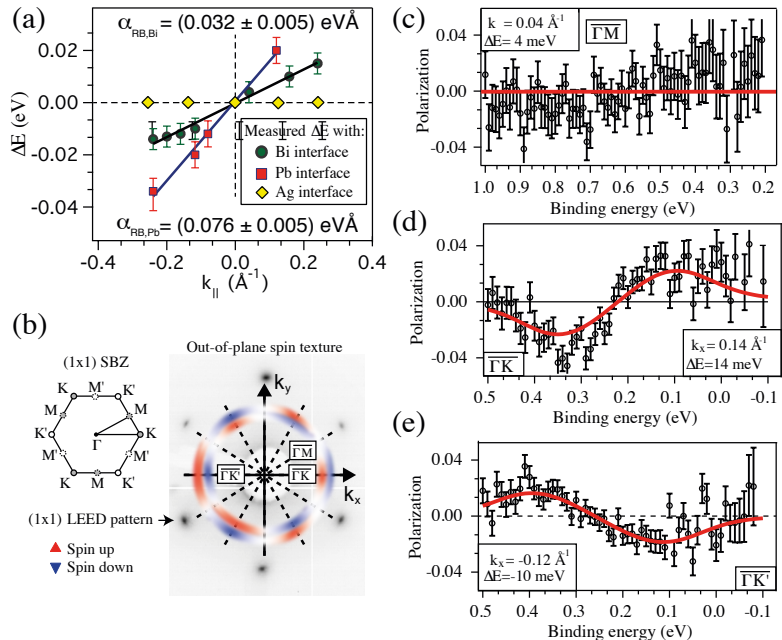 (a)
α_RB,Bi = (0.032 ± 0.005) eVÅ
0.02
0.00
-0.02
-0.04
ΔE (eV)
Measured ΔE with:
Bi interface
Pb interface
Ag interface
α_RB,Pb = (0.076 ± 0.005) eVÅ
-0.4 -0.2 0.0 0.2 0.4
k_|| (Å⁻¹)
(b)
(1x1) SBZ
K M' K'
M M
K' Γ K
M' M'
K M K'
(1x1) LEED pattern
Spin up
Spin down
Out-of-plane spin texture
k_y
ΓM
ΓK' ΓK
k_x
(c)
k = 0.04 Å⁻¹
ΔE= 4 meV
ΓM
0.04
0.00
-0.04
Polarization
1.0 0.9 0.8 0.7 0.6 0.5 0.4 0.3 0.2
Binding energy (eV)
(d)
0.04
0.00
-0.04
Polarization
ΓK
k_x = 0.14 Å⁻¹
ΔE=14 meV
0.5 0.4 0.3 0.2 0.1 0.0 -0.1
Binding energy (eV)
(e)
0.04
0.00
-0.04
Polarization
k_x = -0.12 Å⁻¹
ΔE=-10 meV
ΓK'
0.5 0.4 0.3 0.2 0.1 0.0 -0.1
Binding energy (eV)